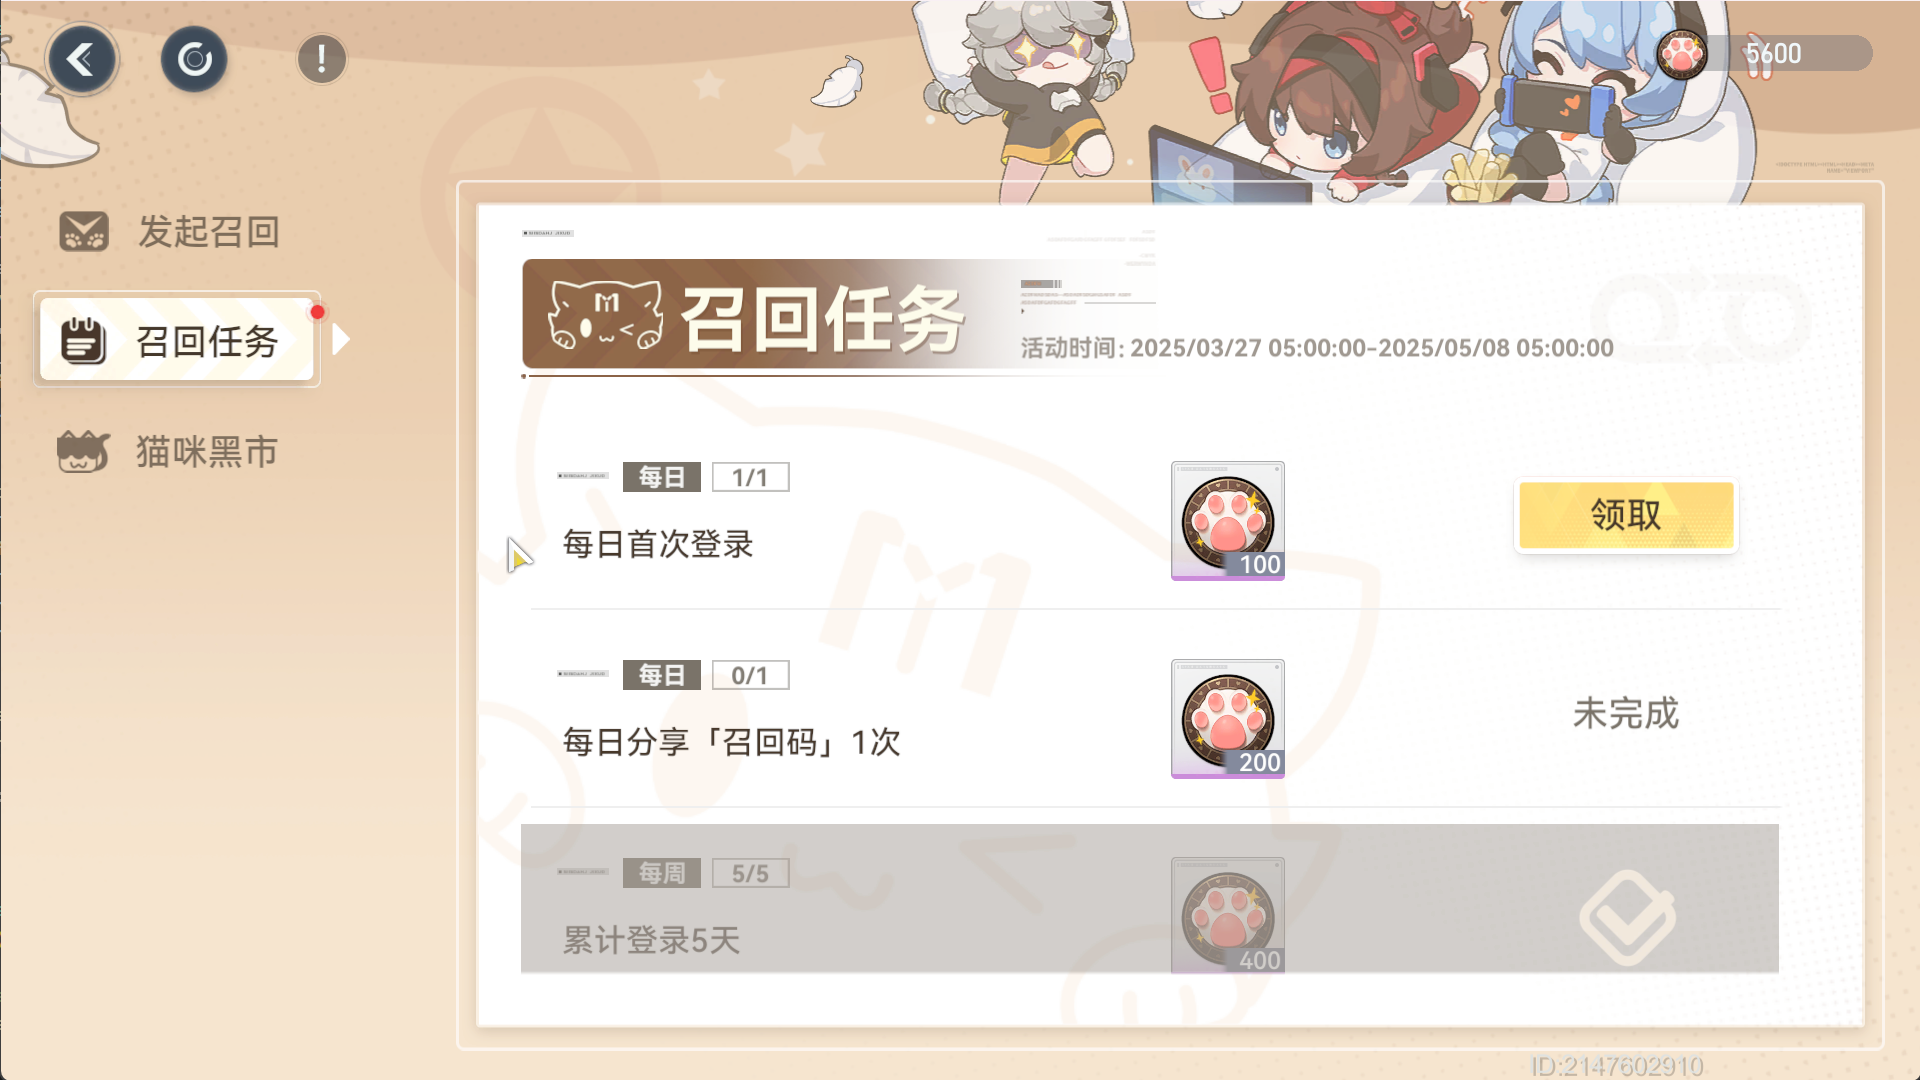 5600
发起召回
召回任务
猫咪黑市
召回任务
活动时间: 2025/03/27 05:00:00-2025/05/08 05:00:00
每日 1/1
每日首次登录
100
领取
每日 0/1
每日分享「召回码」1次
200
未完成
每周 5/5
累计登录5天
400
ID:2147602910